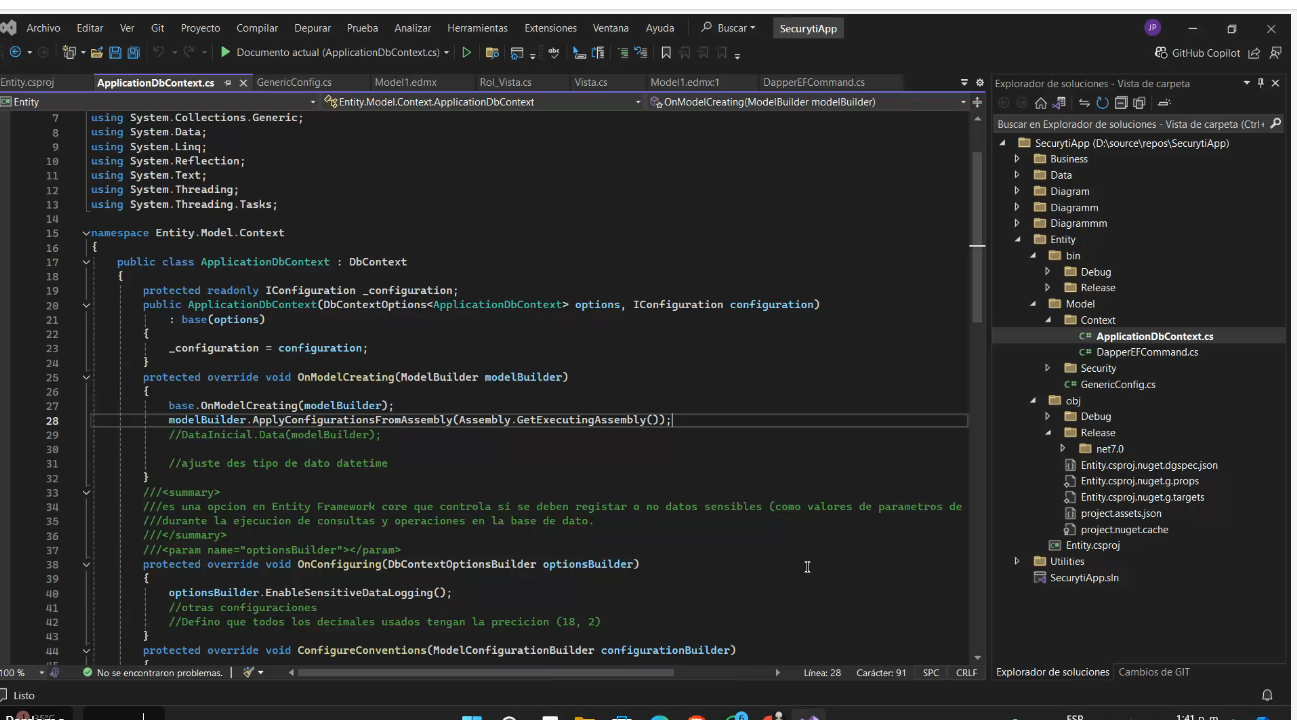 Archivo Editar Ver Git Proyecto Compilar Depurar Prueba Analizar Herramientas Extensiones Ventana Ayuda Buscar SecurytiApp JP
Documento actual (ApplicationDbContext.cs) GitHub Copilot
Entity.csproj ApplicationDbContext.cs GenericConfig.cs Model1.edmx Rol_Vista.cs Vista.cs Model1.edmx:1 DapperEFCommand.cs
Entity Entity.Model.Context.ApplicationDbContext OnModelCreating(ModelBuilder modelBuilder)
7 using System.Collections.Generic;
8 using System.Data;
9 using System.Linq;
10 using System.Reflection;
11 using System.Text;
12 using System.Threading;
13 using System.Threading.Tasks;
14
15 namespace Entity.Model.Context
16 {
17 public class ApplicationDbContext : DbContext
18 {
19 protected readonly IConfiguration _configuration;
20 public ApplicationDbContext(DbContextOptions<ApplicationDbContext> options, IConfiguration configuration)
21 : base(options)
22 {
23 _configuration = configuration;
24 }
25 protected override void OnModelCreating(ModelBuilder modelBuilder)
26 {
27 base.OnModelCreating(modelBuilder);
28 modelBuilder.ApplyConfigurationsFromAssembly(Assembly.GetExecutingAssembly());
29 //DataInicial.Data(modelBuilder);
30
31 //ajuste des tipo de dato datetime
32 }
33 ///<summary>
34 ///es una opcion en Entity Framework core que controla si se deben registar o no datos sensibles (como valores de parametros de
35 ///durante la ejecucion de consultas y operaciones en la base de dato.
36 ///</summary>
37 ///<param name="optionsBuilder"></param>
38 protected override void OnConfiguring(DbContextOptionsBuilder optionsBuilder)
39 {
40 optionsBuilder.EnableSensitiveDataLogging();
41 //otras configuraciones
42 //Defino que todos los decimales usados tengan la precicion (18, 2)
43 }
44 protected override void ConfigureConventions(ModelConfigurationBuilder configurationBuilder)
45 {
100 % No se encontraron problemas. Línea: 28 Carácter: 91 SPC CRLF
Explorador de soluciones - Vista de carpeta
Buscar en Explorador de soluciones - Vista de carpeta (Ctrl+
SecurytiApp (D:\source\repos\SecurytiApp)
Business
Data
Diagram
Diagramm
Diagrammm
Entity
bin
Debug
Release
Model
Context
C# ApplicationDbContext.cs
C# DapperEFCommand.cs
Security
C# GenericConfig.cs
obj
Debug
Release
net7.0
Entity.csproj.nuget.dgspec.json
Entity.csproj.nuget.g.props
Entity.csproj.nuget.g.targets
project.assets.json
project.nuget.cache
Entity.csproj
Utilities
SecurytiApp.sln
Explorador de soluciones Cambios de GIT
Listo
ESP
1:41 p. m.